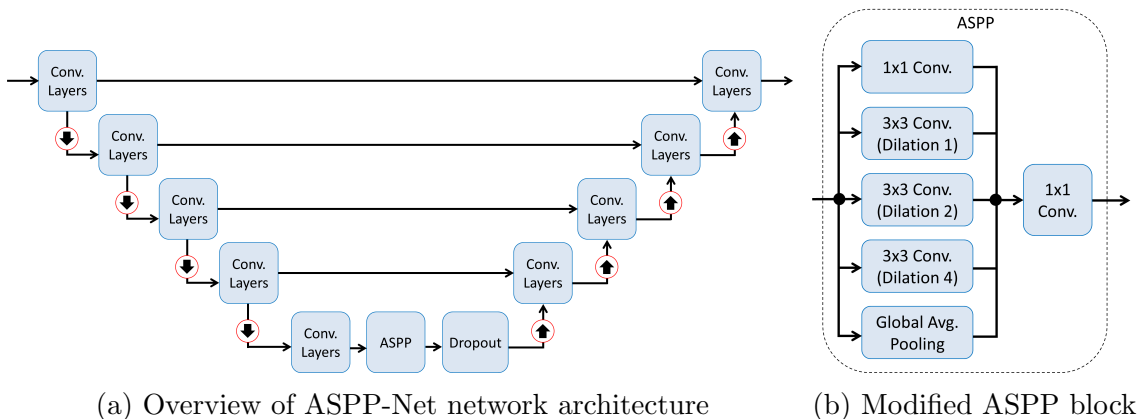 Conv.
Layers
Conv.
Layers
Conv.
Layers
Conv.
Layers
Conv.
Layers
Conv.
Layers
Conv.
Layers
Conv.
Layers
Conv.
Layers
ASPP
Dropout
(a) Overview of ASPP-Net network architecture
ASPP
1x1 Conv.
3x3 Conv.
(Dilation 1)
3x3 Conv.
(Dilation 2)
3x3 Conv.
(Dilation 4)
Global Avg.
Pooling
1x1
Conv.
(b) Modified ASPP block